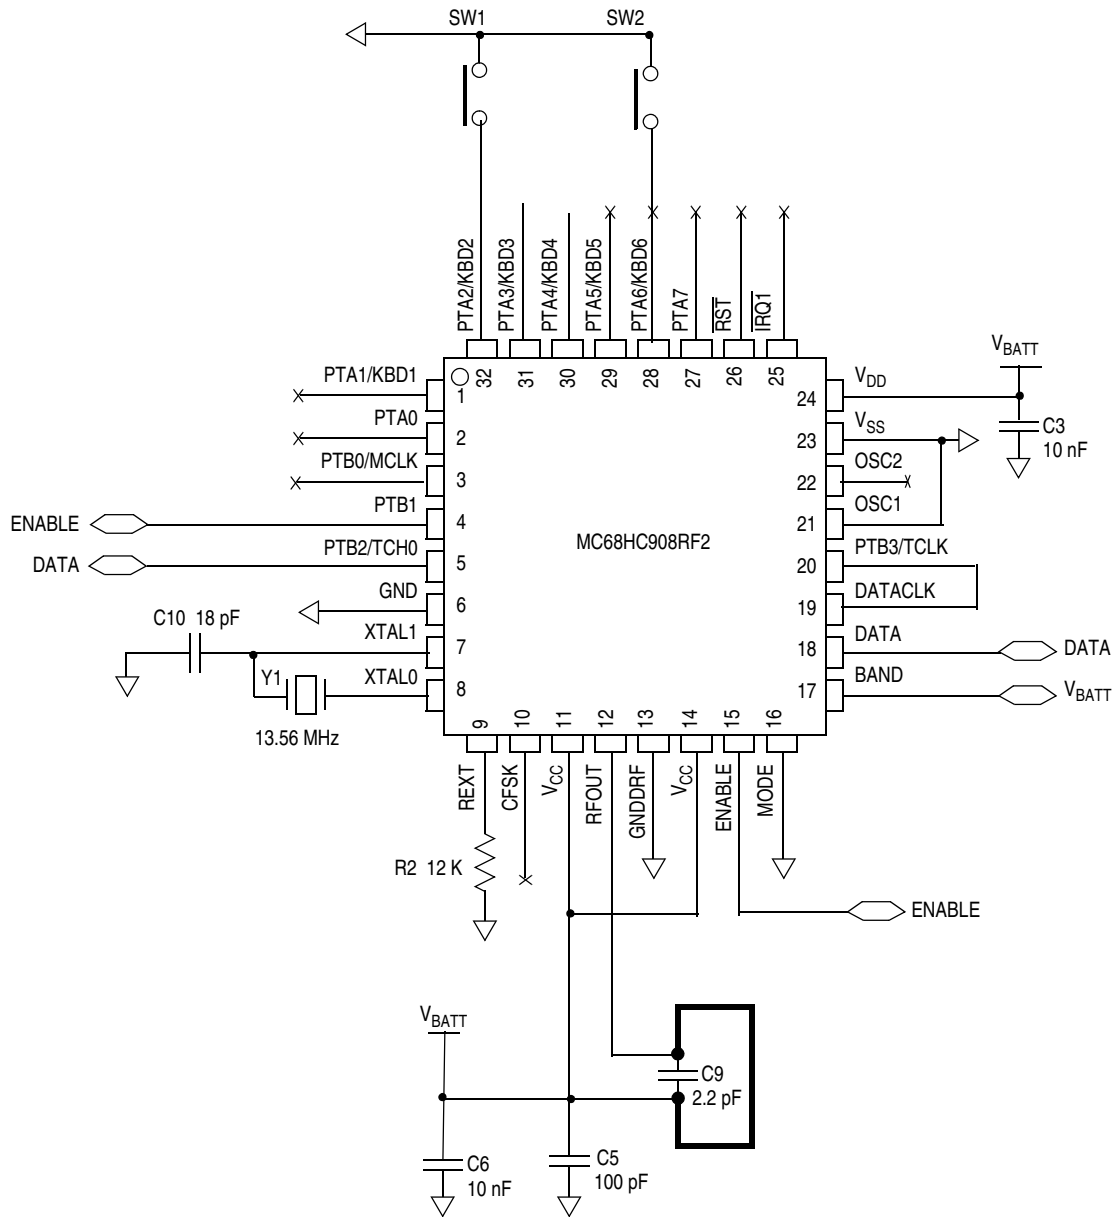 SW1
SW2
PTA2/KBD2
PTA3/KBD3
PTA4/KBD4
PTA5/KBD5
PTA6/KBD6
PTA7
RST
IRQ1
32
31
30
29
28
27
26
25
PTA1/KBD1
1
PTA0
2
PTB0/MCLK
3
PTB1
ENABLE
4
PTB2/TCH0
DATA
5
GND
6
C10 18 pF
XTAL1
7
Y1
XTAL0
8
13.56 MHz
MC68HC908RF2
VBATT
VDD
24
C3
10 nF
VSS
23
OSC2
22
OSC1
21
PTB3/TCLK
20
DATACLK
19
DATA
18
DATA
BAND
17
VBATT
9
10
11
12
13
14
15
16
REXT
CFSK
VCC
RFOUT
GNDDRF
VCC
ENABLE
MODE
R2 12 K
ENABLE
VBATT
C9
2.2 pF
C6
10 nF
C5
100 pF